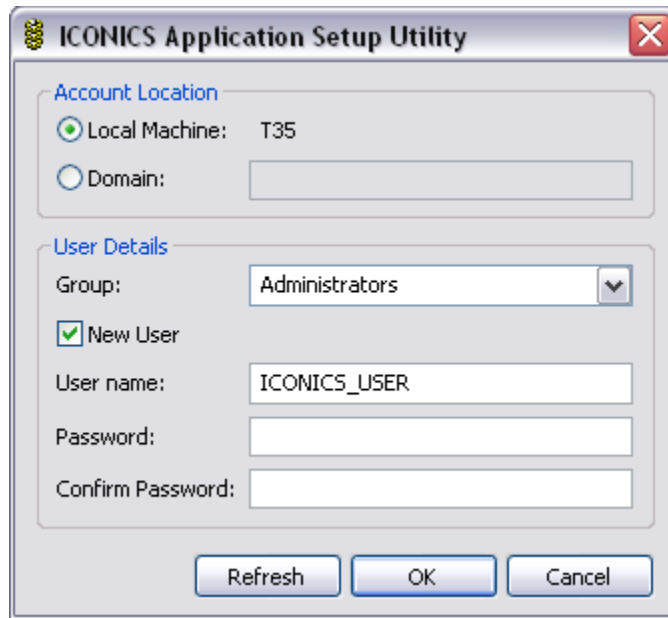 ICONICS Application Setup Utility
Account Location
Local Machine: T35
Domain:
User Details
Group: Administrators
New User
User name: ICONICS_USER
Password:
Confirm Password:
Refresh OK Cancel